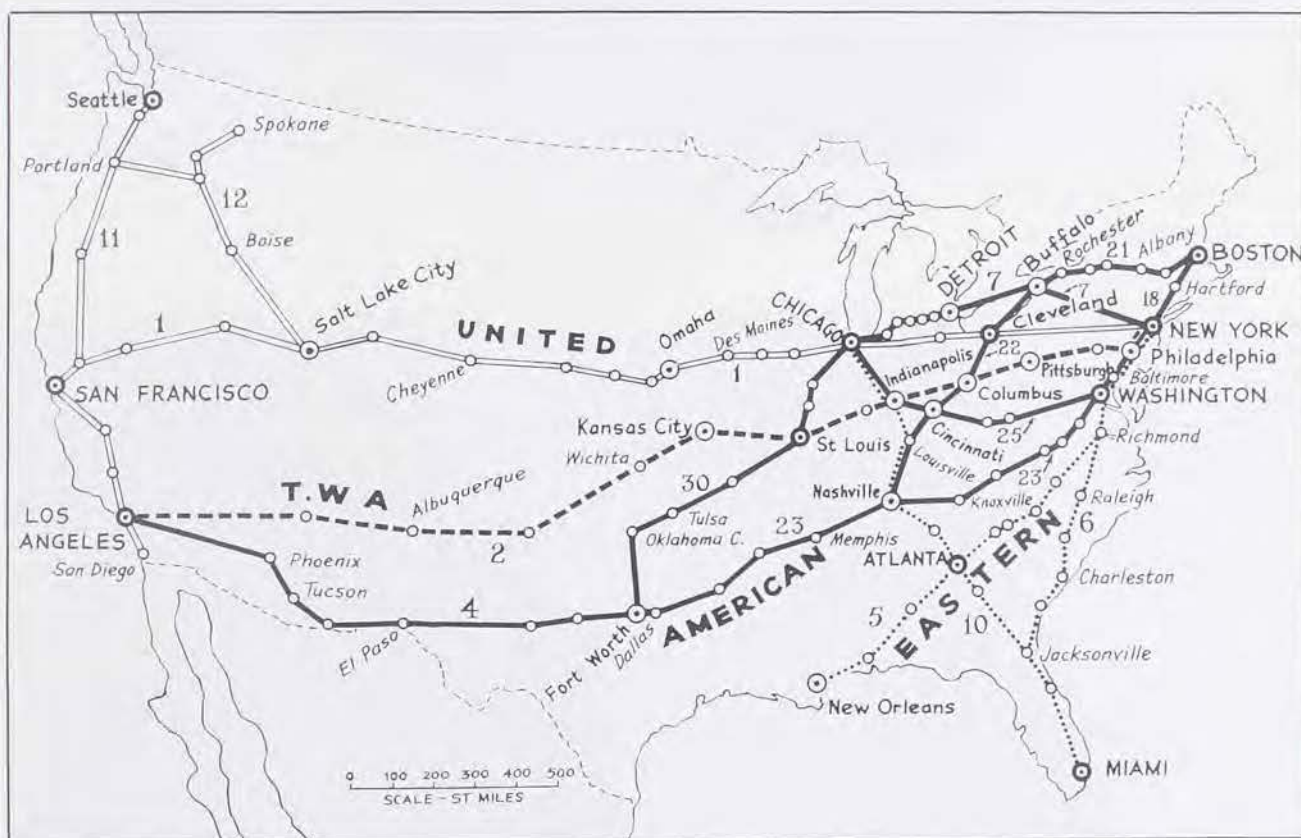 Seattle
Spokane
Portland
12
11
Boise
Salt Lake City
1
UNITED
Omaha
Des Moines
1
Cheyenne
SAN FRANCISCO
CHICAGO
DETROIT
7
Buffalo
Rochester
21
Albany
BOSTON
Hartford
18
7
Cleveland
NEW YORK
22
Indianapolis
Pittsburgh
Philadelphia
Baltimore
Columbus
WASHINGTON
Kansas City
St Louis
Cincinnati
25
Richmond
Wichita
Louisville
23
T.W.A
Albuquerque
30
Nashville
Knoxville
Raleigh
LOS
ANGELES
2
Tulsa
Oklahoma C.
23
Memphis
6
San Diego
Phoenix
Tucson
ATLANTA
Charleston
4
AMERICAN
EASTERN
5
10
El Paso
Fort Worth
Dallas
Jacksonville
New Orleans
MIAMI
0 100 200 300 400 500
SCALE - ST MILES